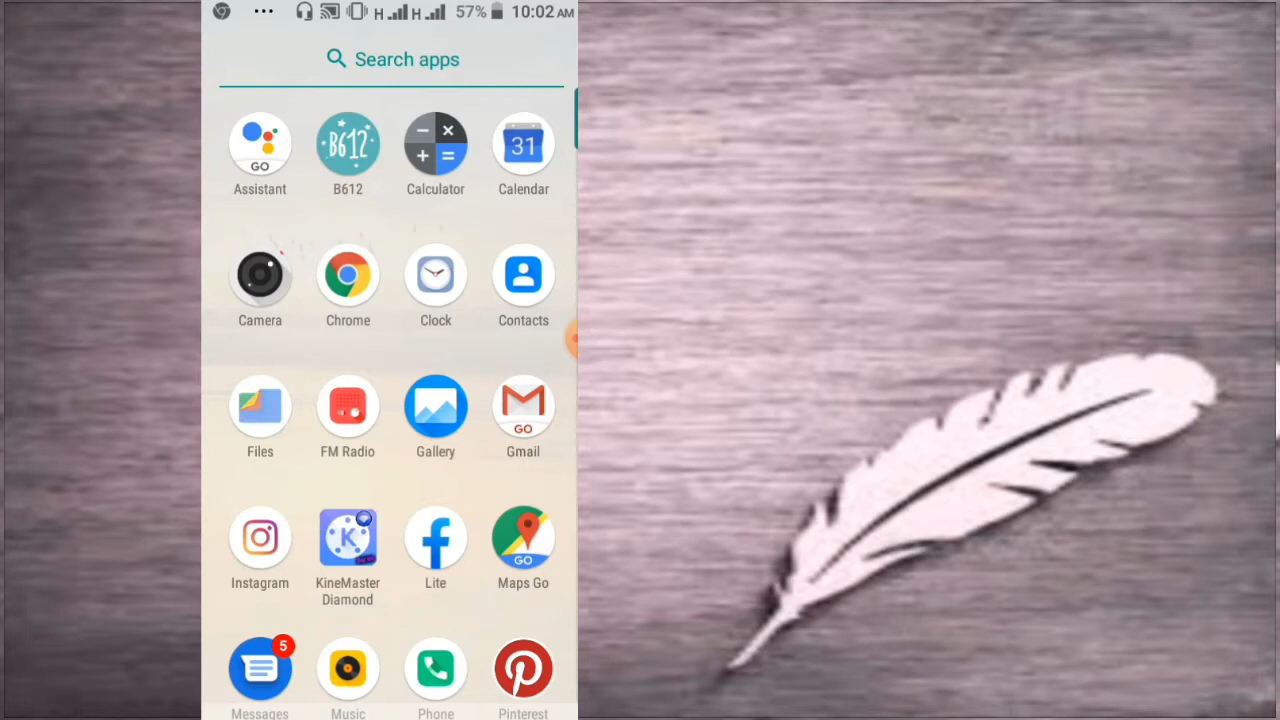 H H 57% 10:02 AM
Search apps
GO B612 31
Assistant B612 Calculator Calendar
Camera Chrome Clock Contacts
GO
Files FM Radio Gallery Gmail
K GO
Instagram KineMaster Diamond Lite Maps Go
5
Messages Music Phone Pinterest